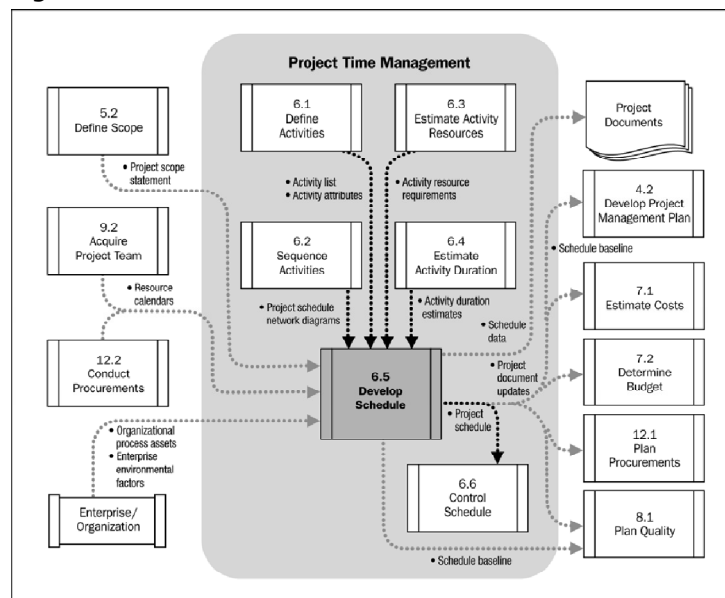 Project Time Management
5.2
Define Scope
6.1
Define
Activities
6.3
Estimate Activity
Resources
Project
Documents
• Project scope
statement
• Activity list
• Activity attributes
• Activity resource
requirements
4.2
Develop Project
Management Plan
9.2
Acquire
Project Team
6.2
Sequence
Activities
6.4
Estimate
Activity Duration
• Schedule baseline
• Resource
calendars
• Project schedule
network diagrams
• Activity duration
estimates
7.1
Estimate Costs
• Schedule
data
12.2
Conduct
Procurements
6.5
Develop
Schedule
• Project
document
updates
7.2
Determine
Budget
• Organizational
process assets
• Enterprise
environmental
factors
• Project
schedule
12.1
Plan
Procurements
Enterprise/
Organization
6.6
Control
Schedule
8.1
Plan Quality
• Schedule baseline